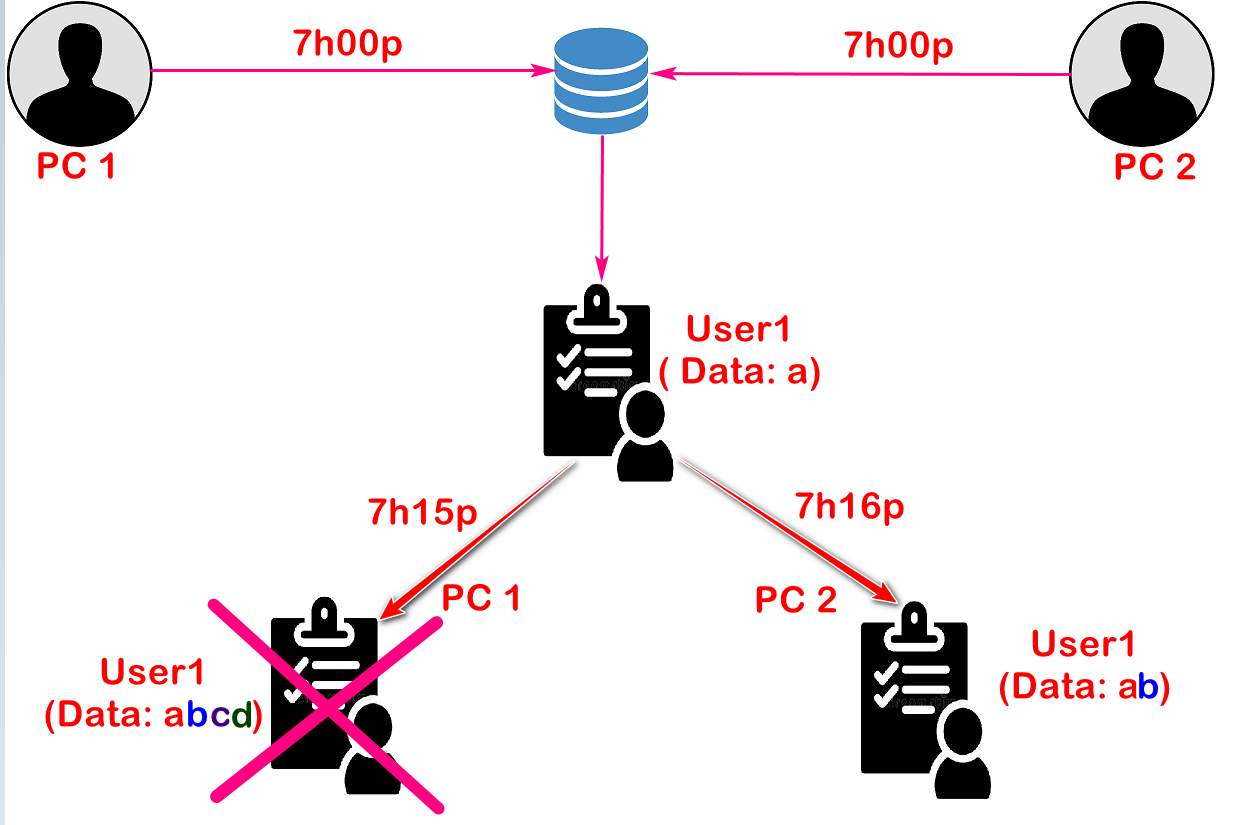 7h00p
7h00p
PC 1
PC 2
User1
( Data: a)
7h15p
7h16p
PC 1
PC 2
User1
(Data: abcd)
User1
(Data: ab)